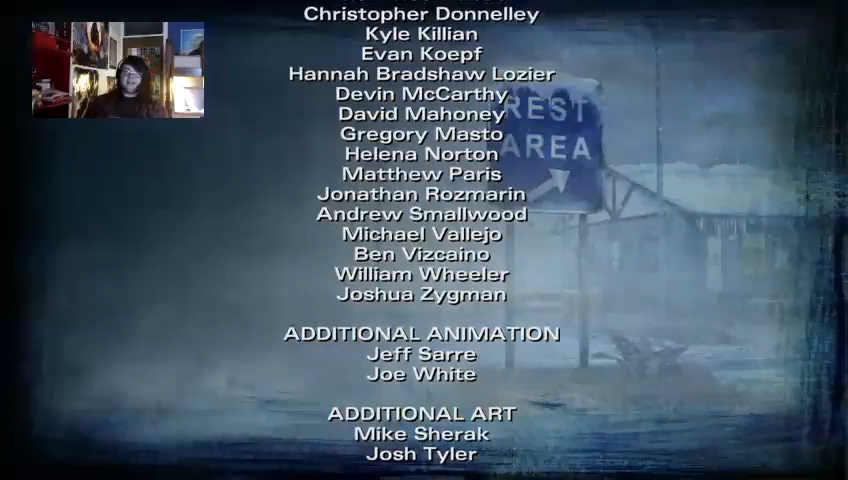 Christopher Donnelley
Kyle Killian
Evan Koepf
Hannah Bradshaw Lozier
Devin McCarthy
David Mahoney
Gregory Masto
Helena Norton
Matthew Paris
Jonathan Rozmarin
Andrew Smallwood
Michael Vallejo
Ben Vizcaino
William Wheeler
Joshua Zygman
REST
AREA
ADDITIONAL ANIMATION
Jeff Sarre
Joe White
ADDITIONAL ART
Mike Sherak
Josh Tyler